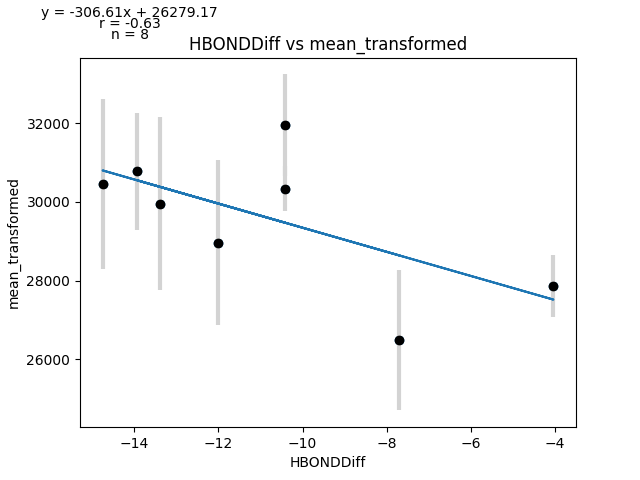 y = -306.61x + 26279.17
r = -0.63
n = 8
HBONDDiff vs mean_transformed
mean_transformed
32000
30000
28000
26000
−14
−12
−10
−8
−6
−4
HBONDDiff